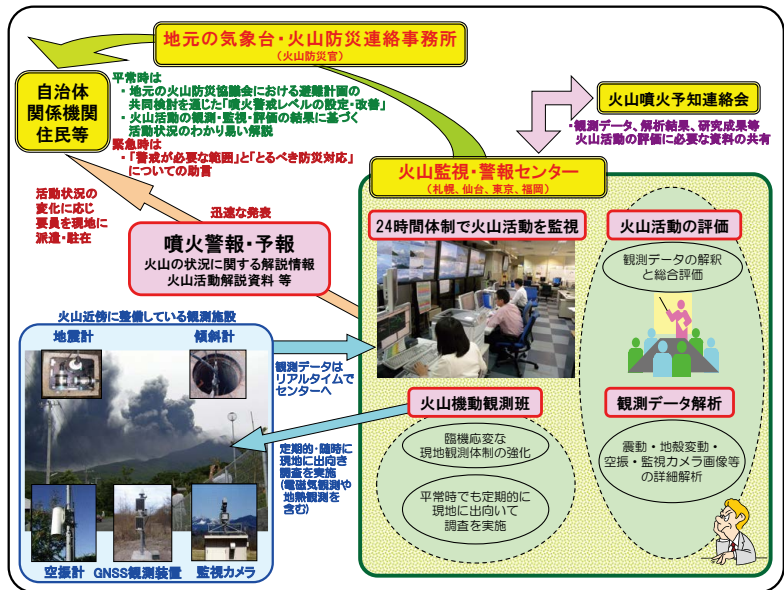 地元の気象台・火山防災連絡事務所
(火山防災官)
自治体
関係機関
住民等
平常時は
・地元の火山防災協議会における避難計画の
共同検討を通じた「噴火警戒レベルの設定・改善」
・火山活動の観測・監視・評価の結果に基づく
活動状況のわかり易い解説
緊急時は
・「警戒が必要な範囲」と「とるべき防災対応」
についての助言
火山噴火予知連絡会
・観測データ、解析結果、研究成果等
火山活動の評価に必要な資料の共有
火山監視・警報センター
(札幌、仙台、東京、福岡)
活動状況の
変化に応じ
要員を現地に
派遣・駐在
迅速な発表
噴火警報・予報
火山の状況に関する解説情報
火山活動解説資料 等
24時間体制で火山活動を監視
火山活動の評価
観測データの解釈
と総合評価
火山近傍に整備している観測施設
地震計
傾斜計
観測データは
リアルタイムで
センターへ
火山機動観測班
臨機応変な
現地観測体制の強化
平常時でも定期的に
現地に出向いて
調査を実施
観測データ解析
震動・地殻変動・
空振・監視カメラ画像等
の詳細解析
定期的・臨時に
現地に出向き
調査を実施
(電磁気観測や
地熱観測を
含む)
空振計
GNSS観測装置
監視カメラ